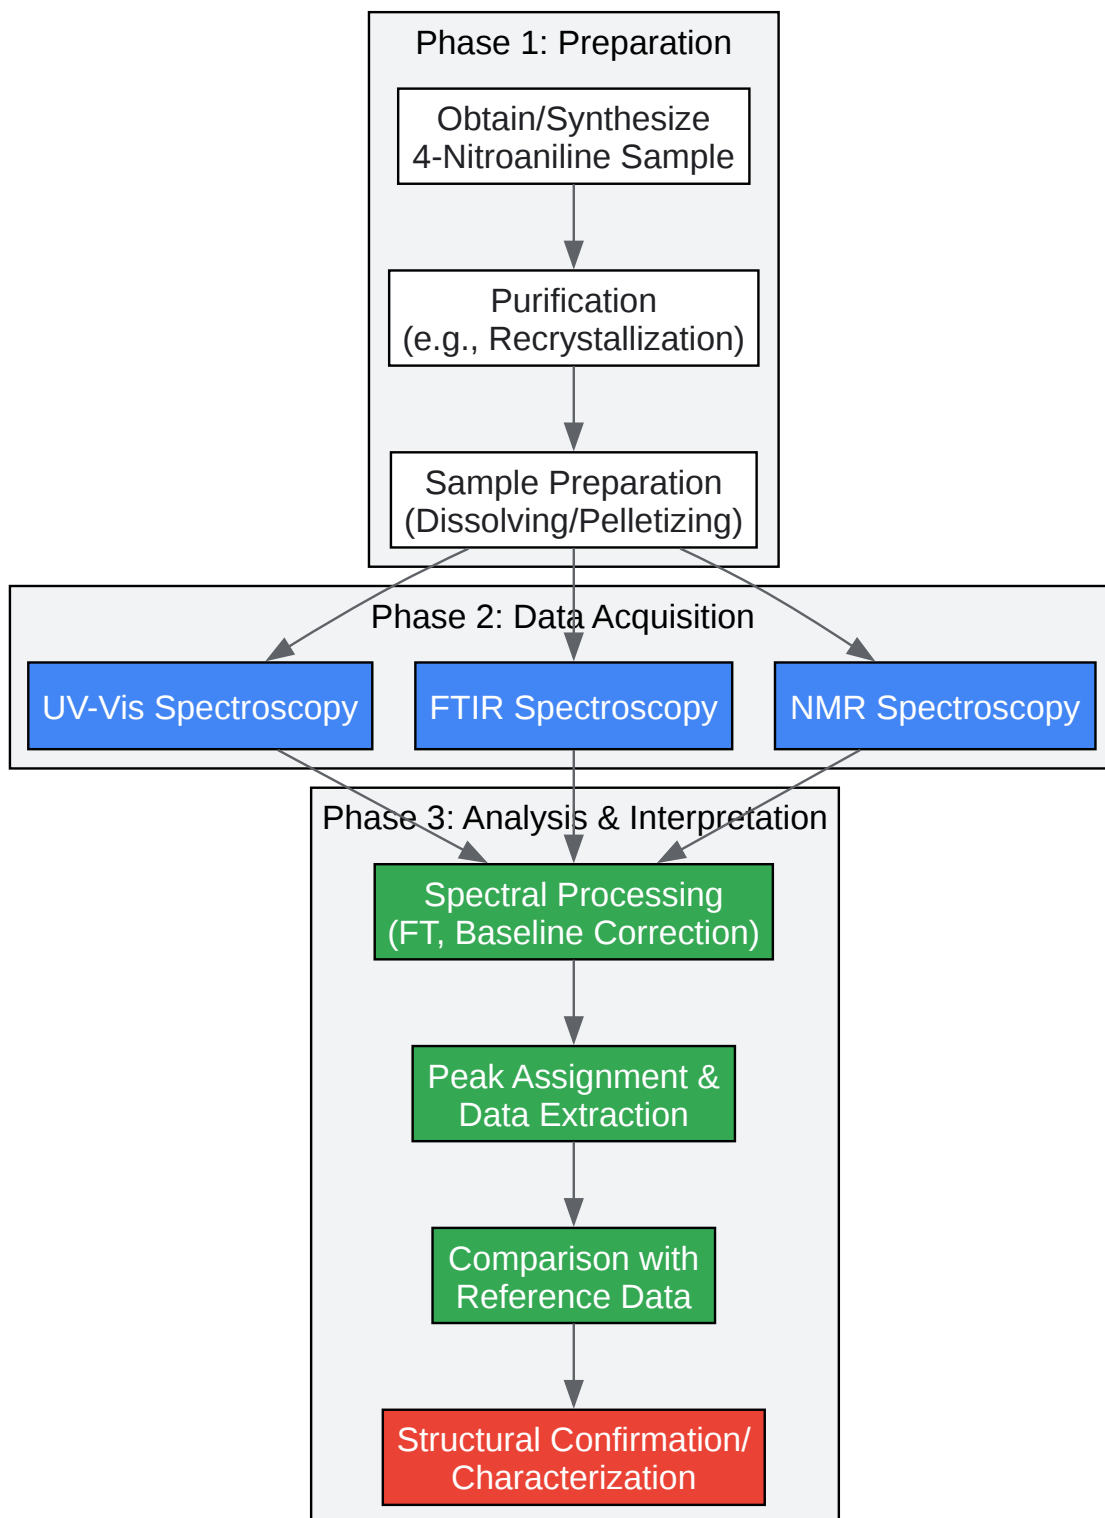 Phase 1: Preparation
Obtain/Synthesize
4-Nitroaniline Sample
Purification
(e.g., Recrystallization)
Sample Preparation
(Dissolving/Pelletizing)
Phase 2: Data Acquisition
UV-Vis Spectroscopy
FTIR Spectroscopy
NMR Spectroscopy
Phase 3: Analysis & Interpretation
Spectral Processing
(FT, Baseline Correction)
Peak Assignment &
Data Extraction
Comparison with
Reference Data
Structural Confirmation/
Characterization